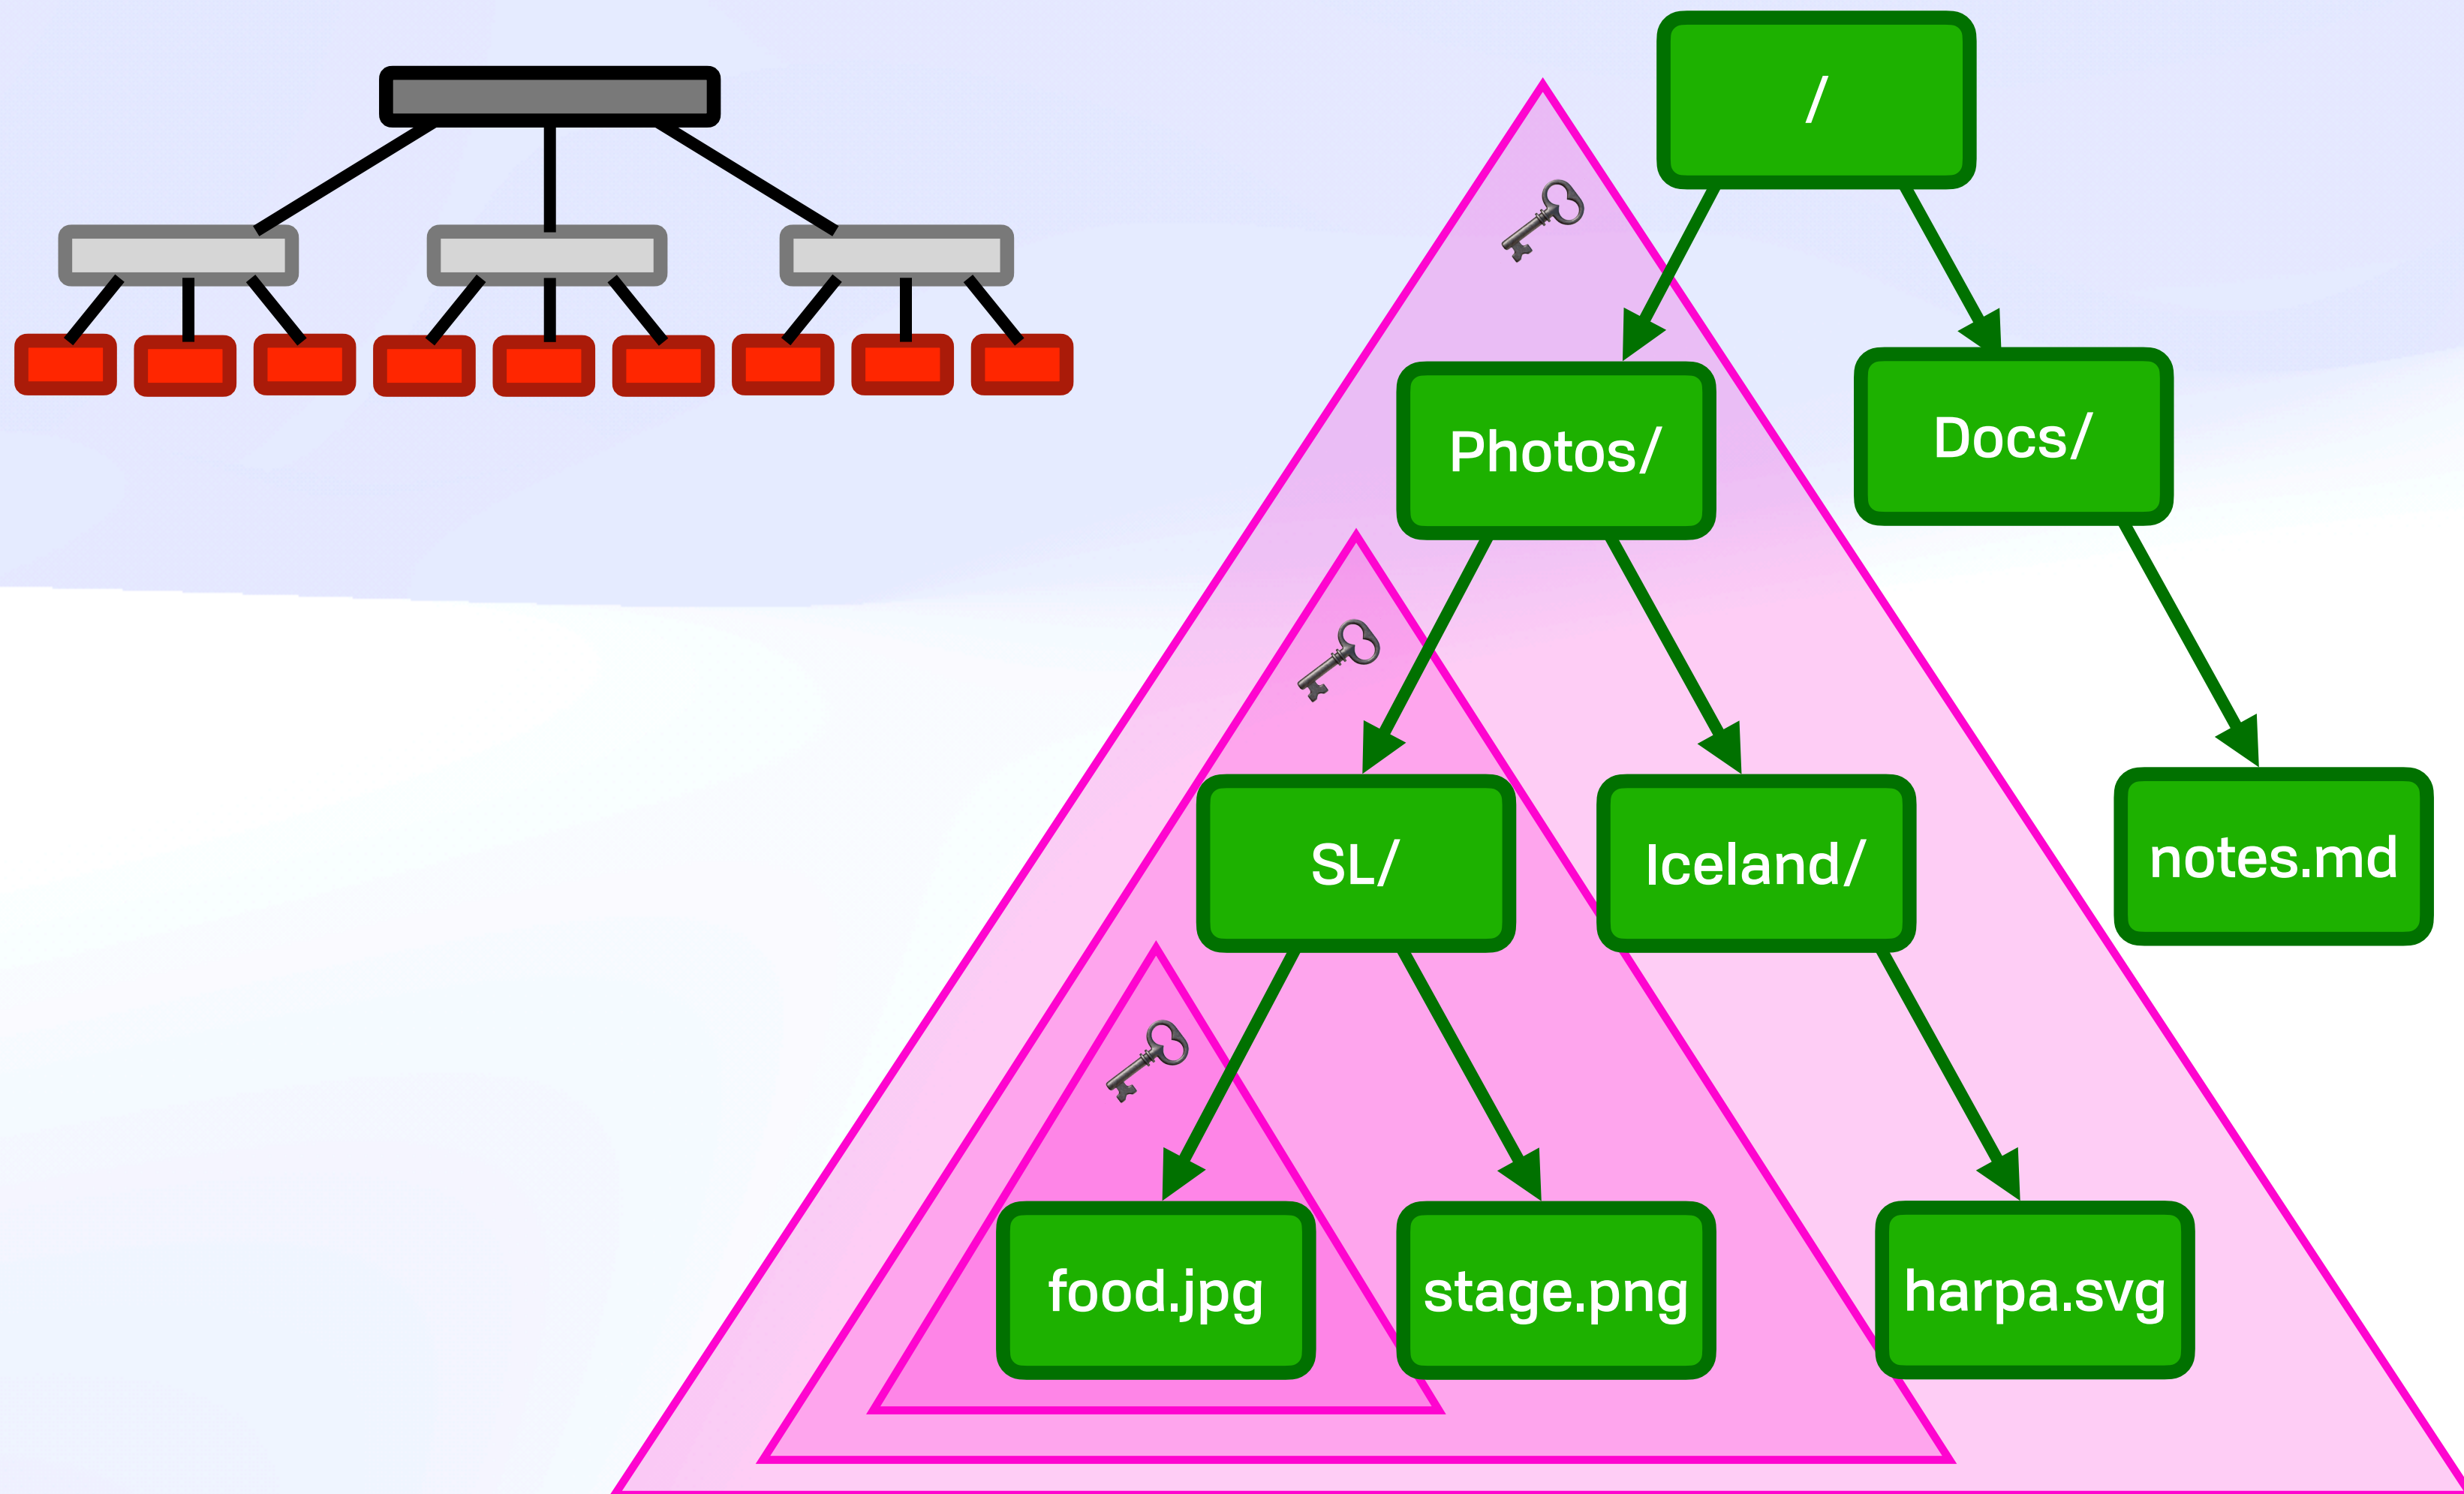 /
Photos/
Docs/
SL/
Iceland/
notes.md
food.jpg
stage.png
harpa.svg